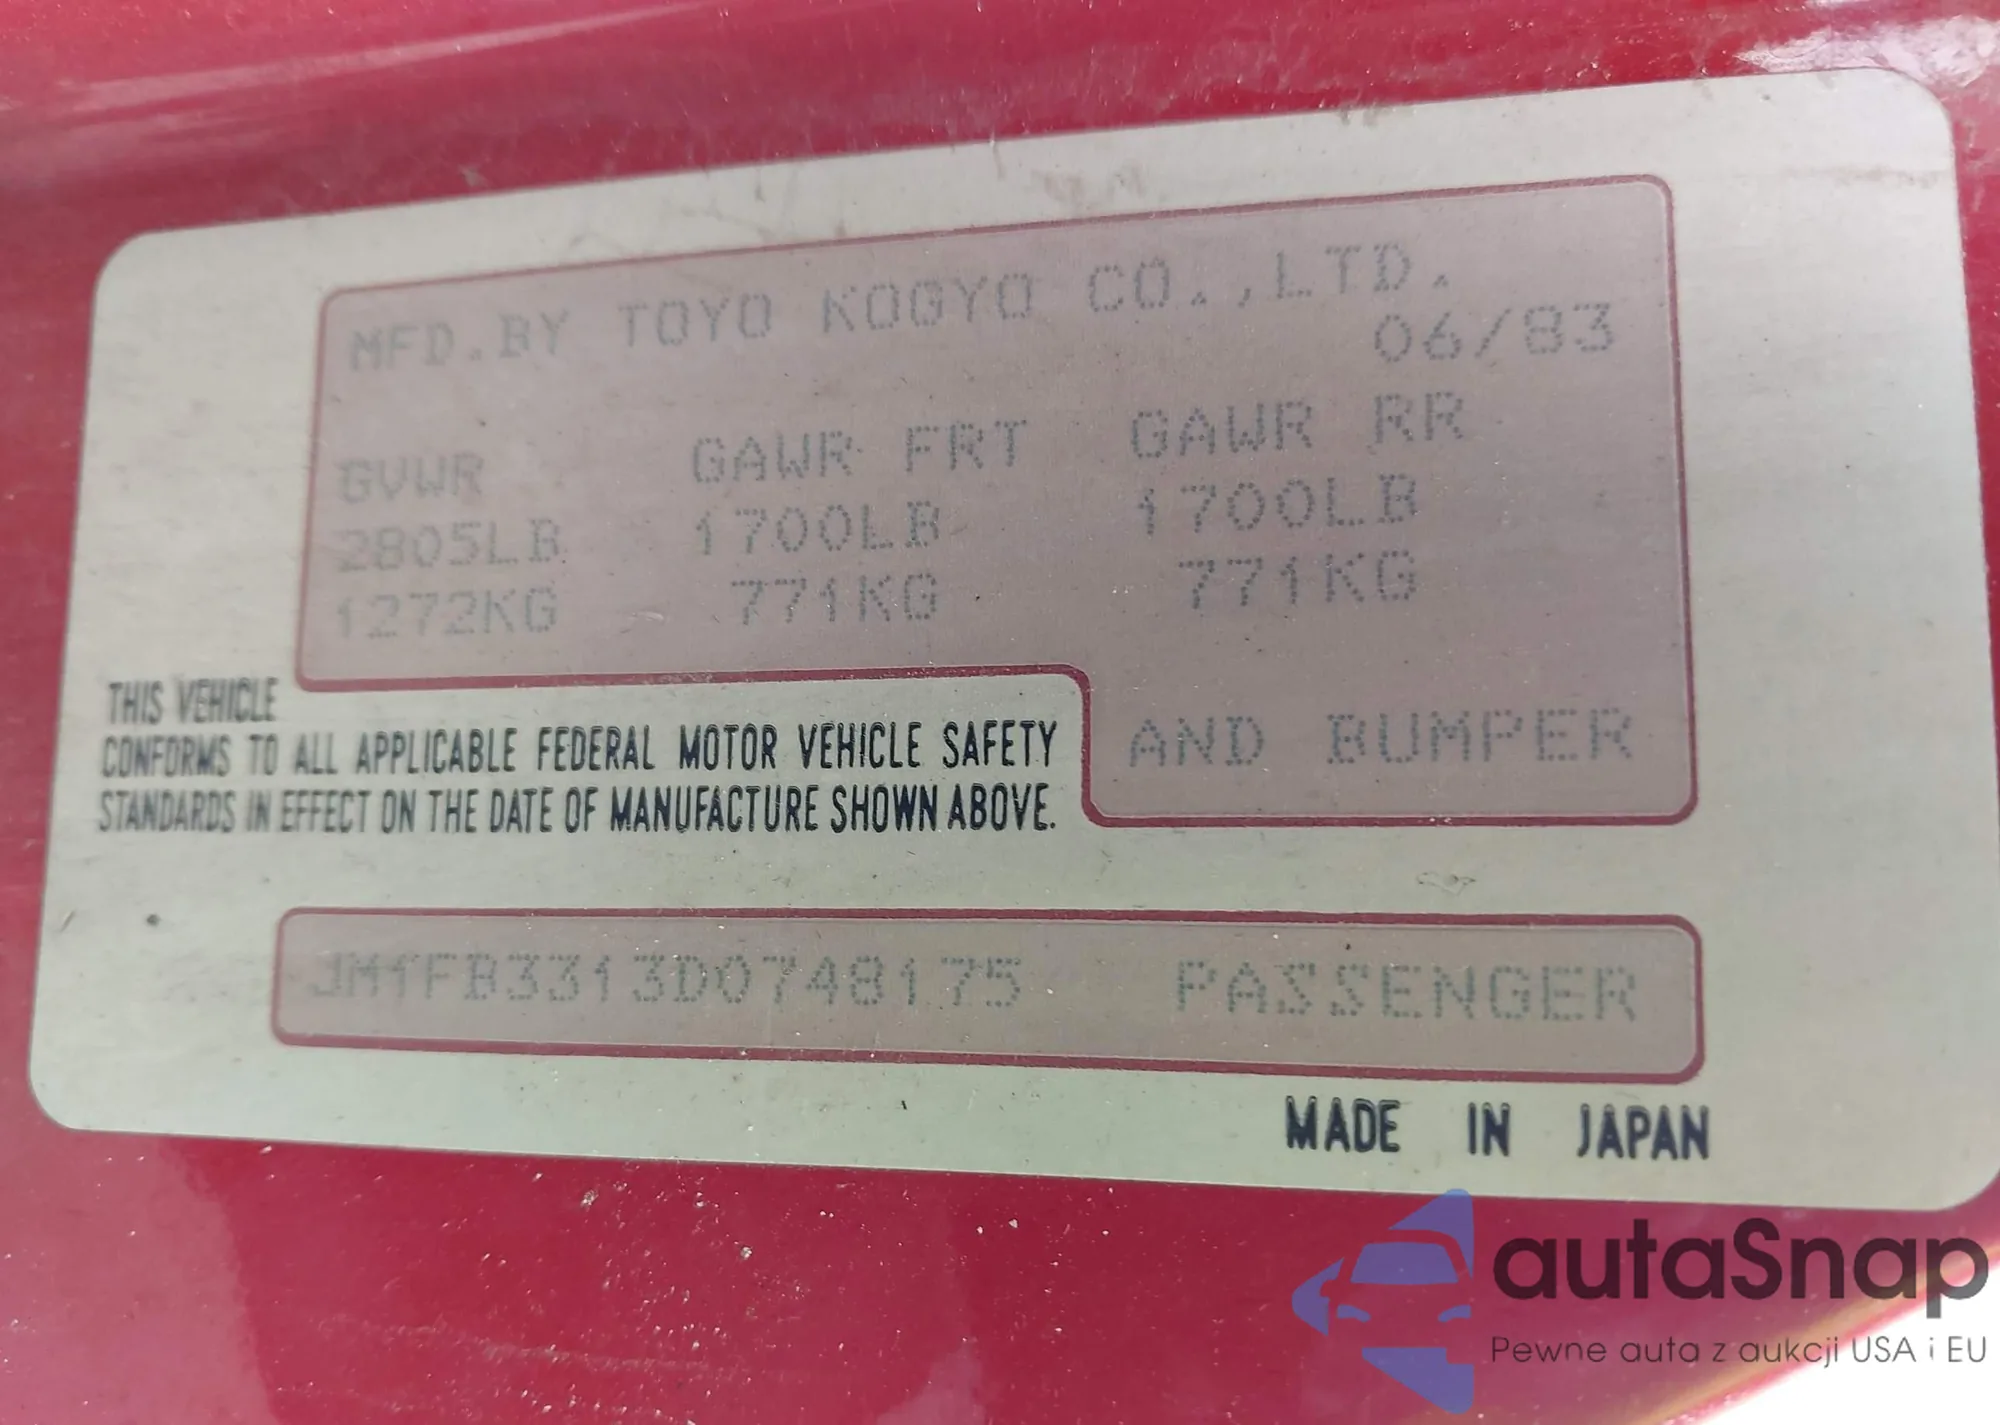 MFD.BY TOYO KOGYO CO.,LTD.
06/83
GVWR GAWR FRT GAWR RR
2805LB 1700LB 1700LB
1272KG 771KG 771KG
THIS VEHICLE
CONFORMS TO ALL APPLICABLE FEDERAL MOTOR VEHICLE SAFETY AND BUMPER
STANDARDS IN EFFECT ON THE DATE OF MANUFACTURE SHOWN ABOVE.
JM1FB3313D0748175 PASSENGER
MADE IN JAPAN
autaSnap
Pewne auta z aukcji USA i EU